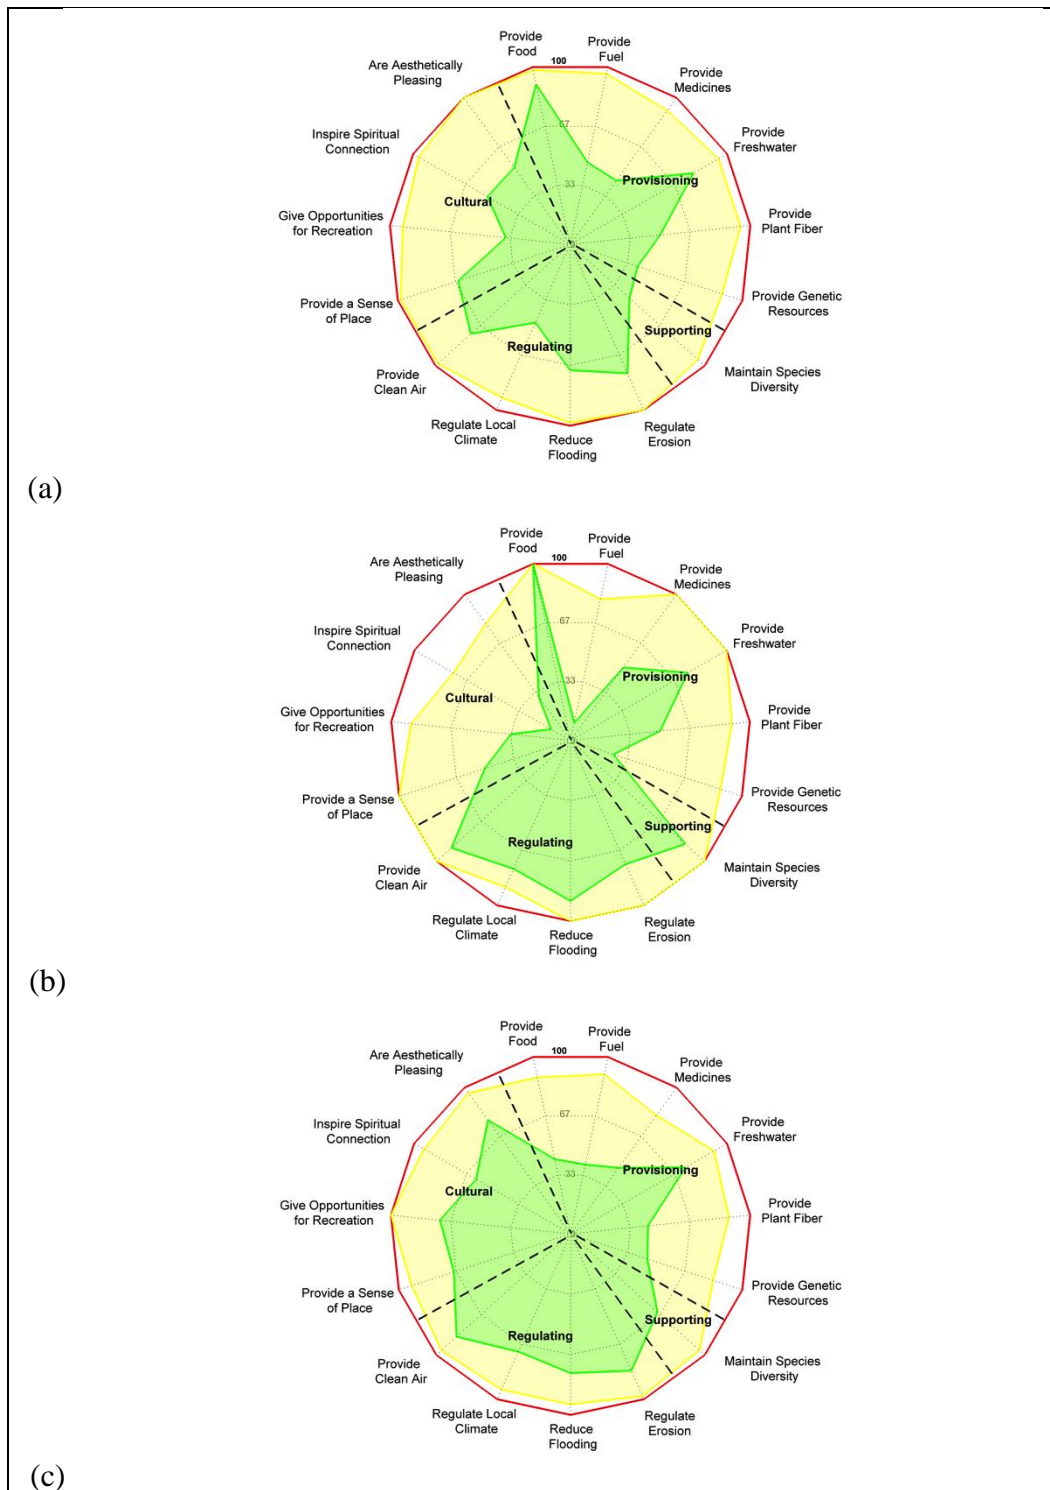 Provide
Food
100
Provide
Fuel
Are Aesthetically
Pleasing
Provide
Medicines
67
Inspire Spiritual
Connection
Provide
Freshwater
33
Provisioning
Cultural
Give Opportunities
for Recreation
Provide
Plant Fiber
Provide a Sense
of Place
Provide Genetic
Resources
Supporting
Regulating
Provide
Clean Air
Maintain Species
Diversity
Regulate Local
Climate
Reduce
Flooding
Regulate
Erosion
(a)
Provide
Food
100
Provide
Fuel
Are Aesthetically
Pleasing
Provide
Medicines
67
Inspire Spiritual
Connection
Provide
Freshwater
33
Provisioning
Cultural
Give Opportunities
for Recreation
Provide
Plant Fiber
Provide a Sense
of Place
Provide Genetic
Resources
Supporting
Regulating
Provide
Clean Air
Maintain Species
Diversity
Regulate Local
Climate
Reduce
Flooding
Regulate
Erosion
(b)
Provide
Food
100
Provide
Fuel
Are Aesthetically
Pleasing
Provide
Medicines
67
Inspire Spiritual
Connection
Provide
Freshwater
33
Provisioning
Cultural
Give Opportunities
for Recreation
Provide
Plant Fiber
Provide a Sense
of Place
Provide Genetic
Resources
Supporting
Regulating
Provide
Clean Air
Maintain Species
Diversity
Regulate Local
Climate
Reduce
Flooding
Regulate
Erosion
(c)